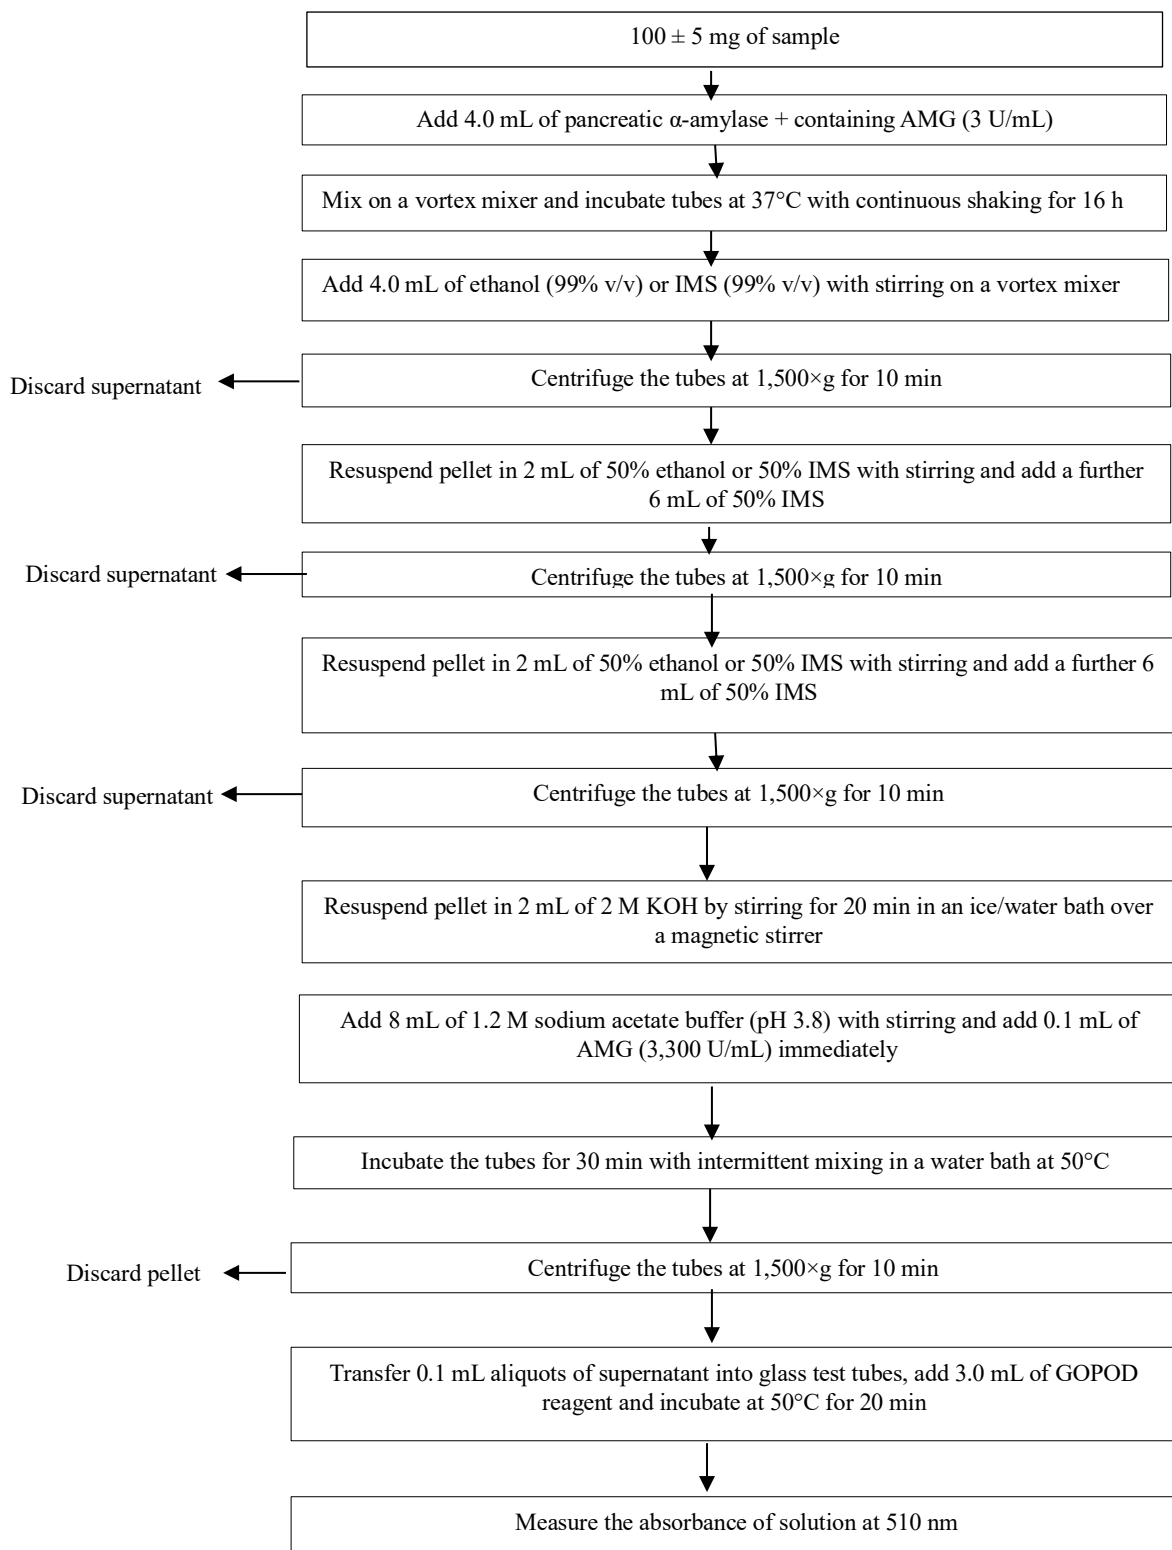 100 ± 5 mg of sample
Add 4.0 mL of pancreatic α-amylase + containing AMG (3 U/mL)
Mix on a vortex mixer and incubate tubes at 37°C with continuous shaking for 16 h
Add 4.0 mL of ethanol (99% v/v) or IMS (99% v/v) with stirring on a vortex mixer
Discard supernatant
Centrifuge the tubes at 1,500×g for 10 min
Resuspend pellet in 2 mL of 50% ethanol or 50% IMS with stirring and add a further
6 mL of 50% IMS
Discard supernatant
Centrifuge the tubes at 1,500×g for 10 min
Resuspend pellet in 2 mL of 50% ethanol or 50% IMS with stirring and add a further 6
mL of 50% IMS
Discard supernatant
Centrifuge the tubes at 1,500×g for 10 min
Resuspend pellet in 2 mL of 2 M KOH by stirring for 20 min in an ice/water bath over
a magnetic stirrer
Add 8 mL of 1.2 M sodium acetate buffer (pH 3.8) with stirring and add 0.1 mL of
AMG (3,300 U/mL) immediately
Incubate the tubes for 30 min with intermittent mixing in a water bath at 50°C
Discard pellet
Centrifuge the tubes at 1,500×g for 10 min
Transfer 0.1 mL aliquots of supernatant into glass test tubes, add 3.0 mL of GOPOD
reagent and incubate at 50°C for 20 min
Measure the absorbance of solution at 510 nm